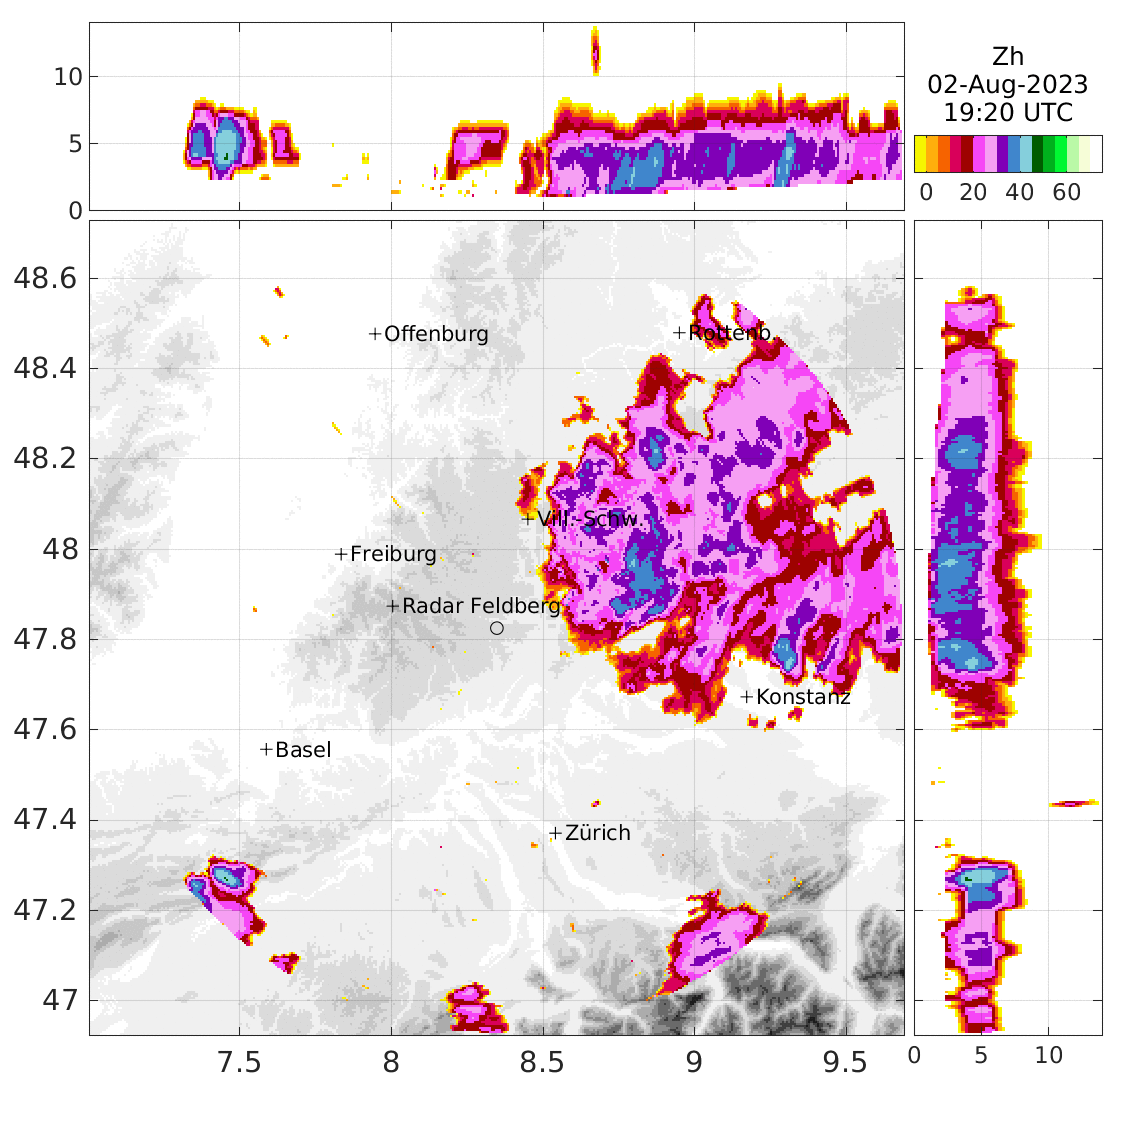 10
5
0
Zh
02-Aug-2023
19:20 UTC
0 20 40 60
48.6
48.4
48.2
48
47.8
47.6
47.4
47.2
47
+Offenburg
+Rottenb.
+Vill.-Schw.
+Freiburg
+Radar Feldberg
+Konstanz
+Basel
+Zürich
7.5 8 8.5 9 9.5
0 5 10